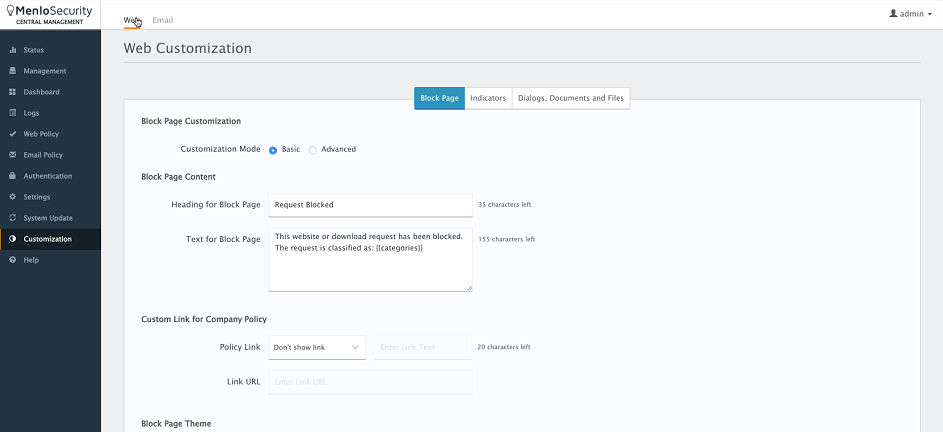 MenloSecurity
CENTRAL MANAGEMENT
Web Email
admin
Status
Management
Dashboard
Logs
Web Policy
Email Policy
Authentication
Settings
System Update
Customization
Help
Web Customization
Block Page Indicators Dialogs, Documents and Files
Block Page Customization
Customization Mode Basic Advanced
Block Page Content
Heading for Block Page Request Blocked 35 characters left
Text for Block Page This website or download request has been blocked. 155 characters left
The request is classified as: {{categories}}
Custom Link for Company Policy
Policy Link Don't show link Enter Link Text 20 characters left
Link URL Enter Link URL
Block Page Theme